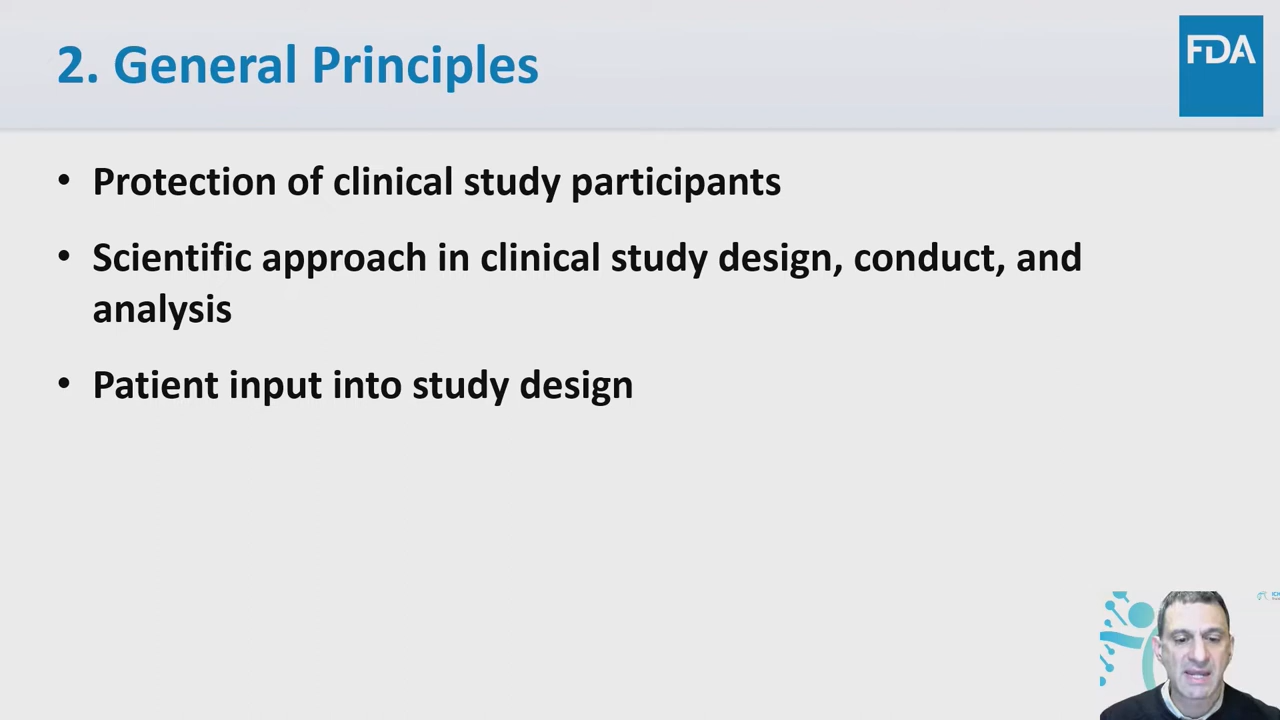 2. General Principles
FDA
• Protection of clinical study participants
• Scientific approach in clinical study design, conduct, and
analysis
• Patient input into study design